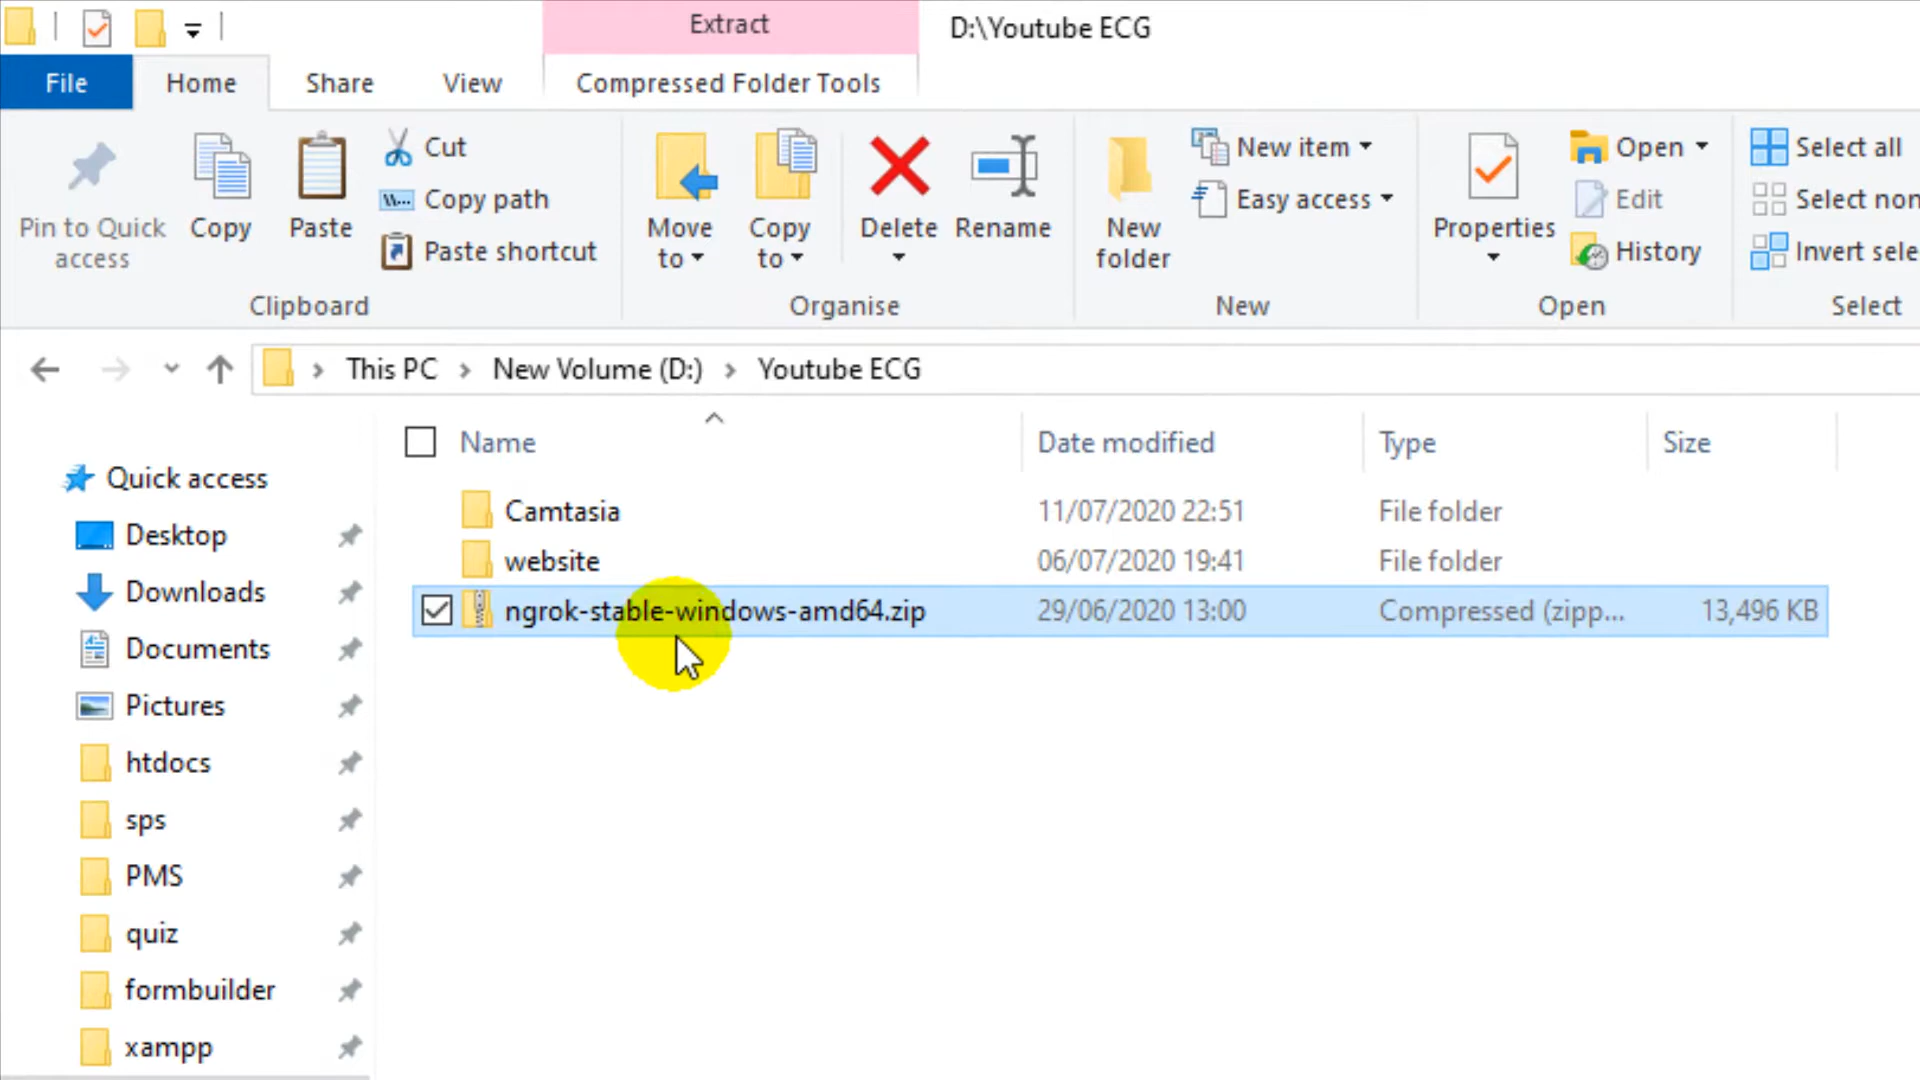 Extract
D:\Youtube ECG
File
Home
Share
View
Compressed Folder Tools
Pin to Quick
access
Copy
Paste
Cut
Copy path
Paste shortcut
Clipboard
Move
to
Copy
to
Delete
Rename
Organise
New
folder
New item
Easy access
New
Properties
Open
Edit
History
Open
Select all
Select non
Invert sele
Select
This PC
New Volume (D:)
Youtube ECG
Name
Date modified
Type
Size
Quick access
Desktop
Downloads
Documents
Pictures
htdocs
sps
PMS
quiz
formbuilder
xampp
Camtasia 11/07/2020 22:51 File folder
website 06/07/2020 19:41 File folder
ngrok-stable-windows-amd64.zip 29/06/2020 13:00 Compressed (zipp... 13,496 KB